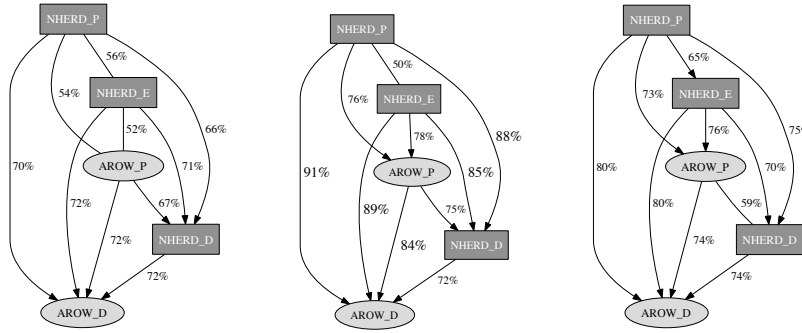 NHERD_P
56%
NHERD_E
54%
52%
66%
AROW_P
70%
71%
72%
67%
NHERD_D
72%
72%
AROW_D
NHERD_P
50%
NHERD_E
76%
78%
88%
AROW_P
91%
85%
89%
75%
NHERD_D
84%
72%
AROW_D
NHERD_P
65%
NHERD_E
73%
76%
AROW_P
80%
70%
80%
59%
NHERD_D
74%
74%
AROW_D